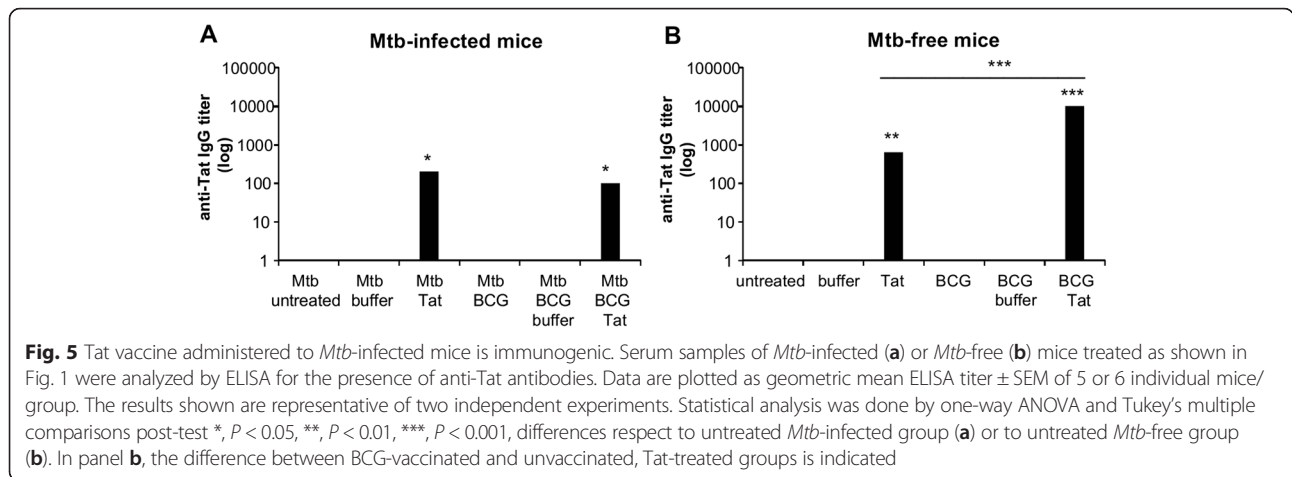 A
Mtb-infected mice
anti-Tat IgG titer
(log)
100000
10000
1000
100
10
1
*
*
Mtb untreated
Mtb buffer
Mtb Tat
Mtb BCG
Mtb BCG buffer
Mtb BCG Tat
B
Mtb-free mice
anti-Tat IgG titer
(log)
100000
10000
1000
100
10
1
***
**
***
untreated
buffer
Tat
BCG
BCG buffer
BCG Tat
Fig. 5 Tat vaccine administered to Mtb-infected mice is immunogenic. Serum samples of Mtb-infected (a) or Mtb-free (b) mice treated as shown in
Fig. 1 were analyzed by ELISA for the presence of anti-Tat antibodies. Data are plotted as geometric mean ELISA titer ± SEM of 5 or 6 individual mice/
group. The results shown are representative of two independent experiments. Statistical analysis was done by one-way ANOVA and Tukey's multiple
comparisons post-test *, P < 0.05, **, P < 0.01, ***, P < 0.001, differences respect to untreated Mtb-infected group (a) or to untreated Mtb-free group
(b). In panel b, the difference between BCG-vaccinated and unvaccinated, Tat-treated groups is indicated